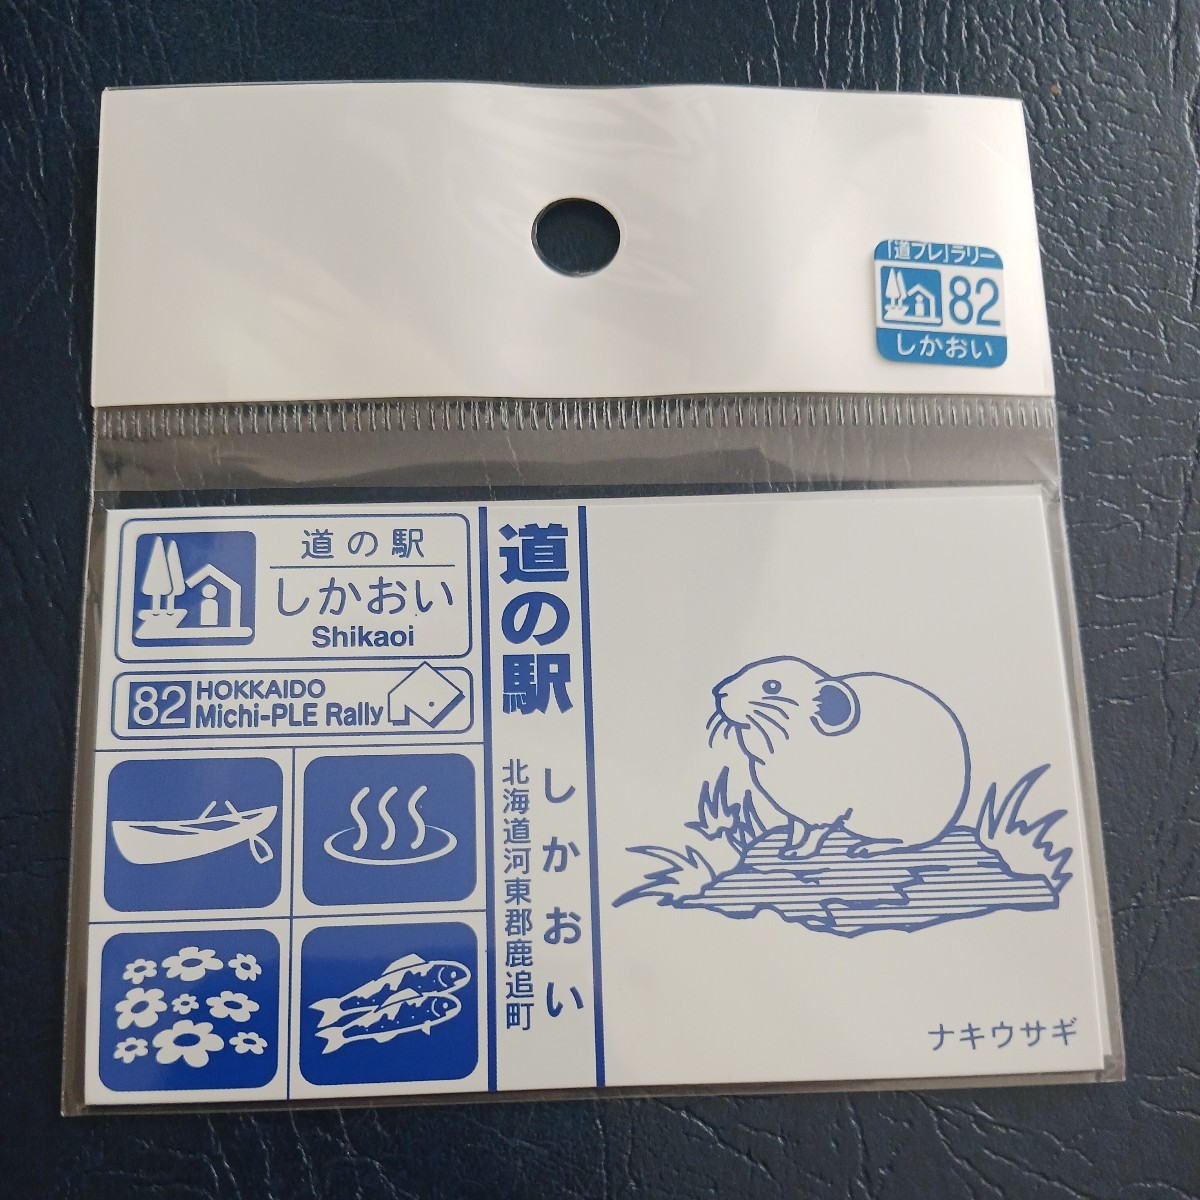 「道プレ」ラリー
82
しかおい
道の駅
しかおい
Shikaoi
82
HOKKAIDO
Michi-PLE Rally
道の駅
しかおい
北海道河東郡鹿追町
ナキウサギ